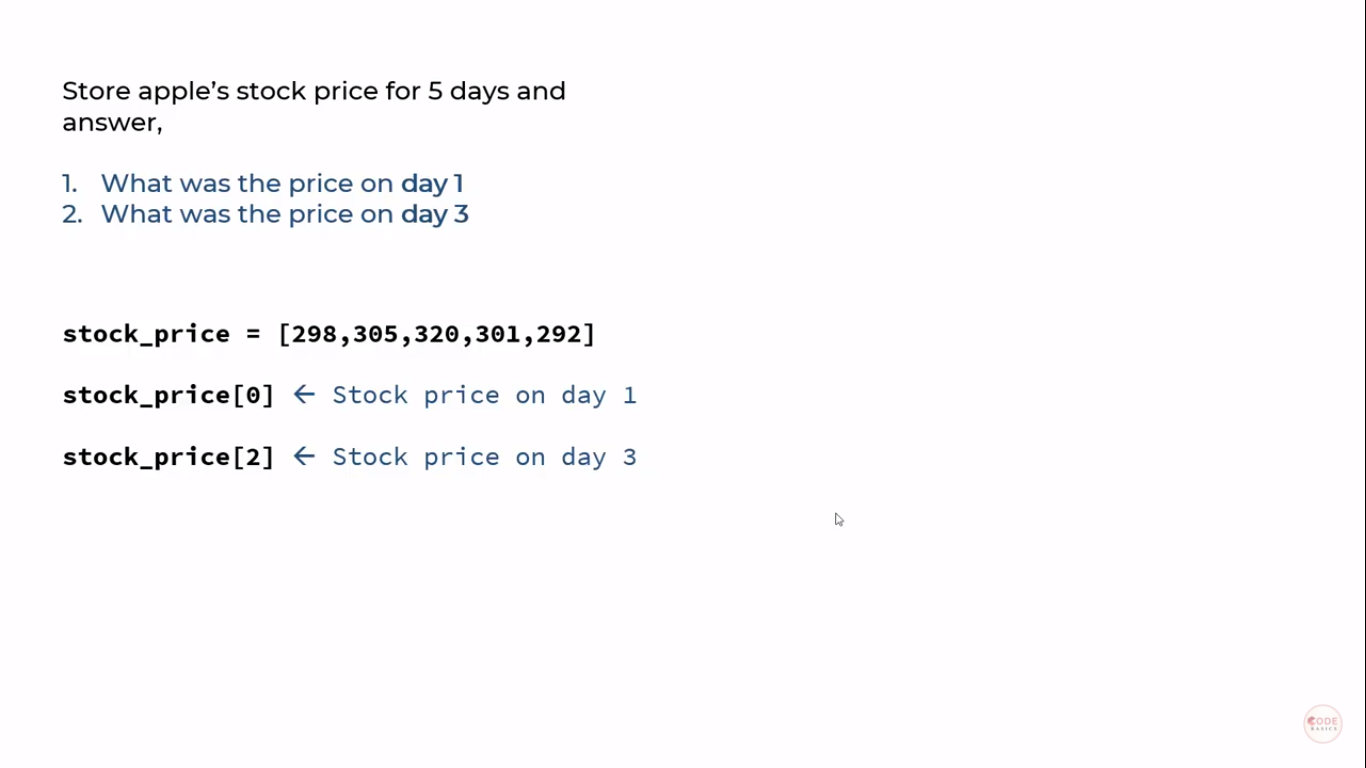 Store apple’s stock price for 5 days and
answer,
1. What was the price on day 1
2. What was the price on day 3
stock_price = [298,305,320,301,292]
stock_price[0] ← Stock price on day 1
stock_price[2] ← Stock price on day 3
CODE
BASICS